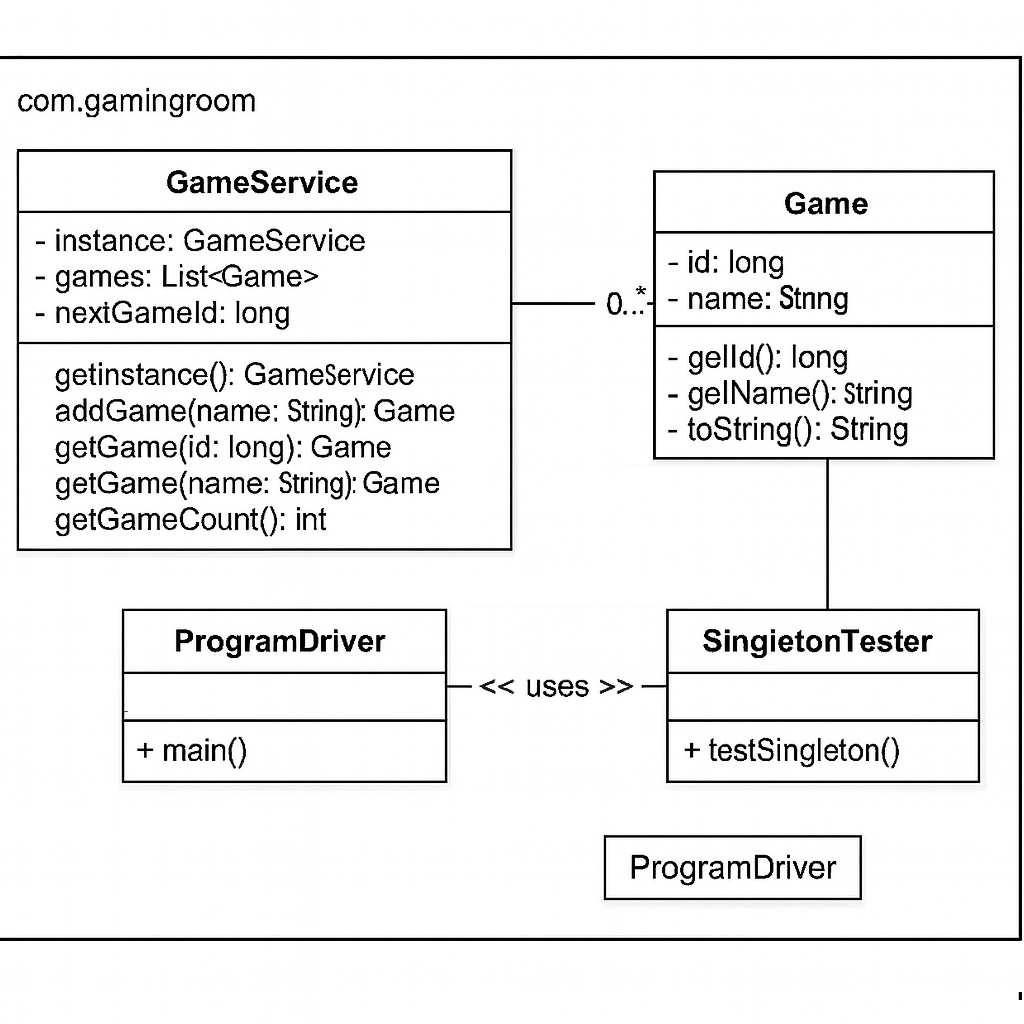 com.gamingroom
GameService
- instance: GameService
- games: List<Game>
- nextGameId: long
getinstance(): GameService
addGame(name: String): Game
getGame(id: long): Game
getGame(name: String): Game
getGameCount(): int
0...*
Game
- id: long
- name: Stnng
- gelId(): long
- gelName(): String
- toString(): String
ProgramDriver
+ main()
<< uses >>
SingietonTester
+ testSingleton()
ProgramDriver